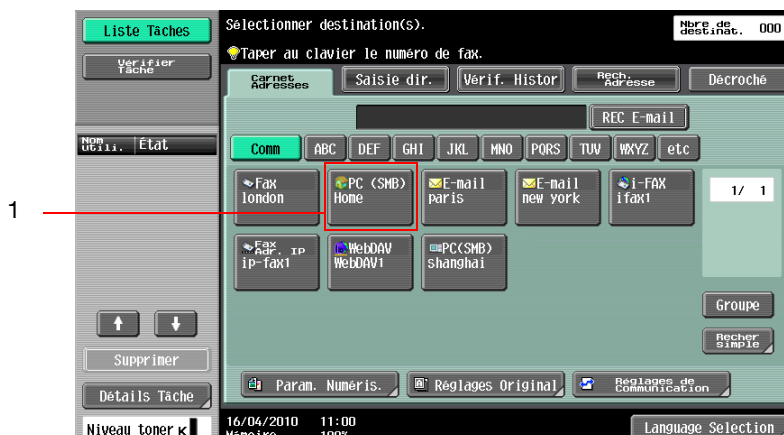 Liste Tâches
Vérifier
Tâche
Nom
Utili.
État
1
Supprimer
Détails Tâche
Niveau toner K
Sélectionner destination(s).
Nbre de
destinat. 000
Taper au clavier le numéro de fax.
Carnet
Adresses
Saisie dir.
Vérif. Histor
Rech.
Adresse
Décroché
REC E-mail
Comm ABC DEF GHI JKL MNO PQRS TUV WXYZ etc
Fax
london
PC (SMB)
Home
E-mail
paris
E-mail
new york
i-FAX
ifax1
1/ 1
Fax
Adr. IP
ip-fax1
WebDAV
WebDAV1
PC(SMB)
shanghai
Groupe
Recher
simple
Param. Numéris.
Réglages Original
Réglages de
Communication
16/04/2010 11:00
Mémoire 100%
Language Selection